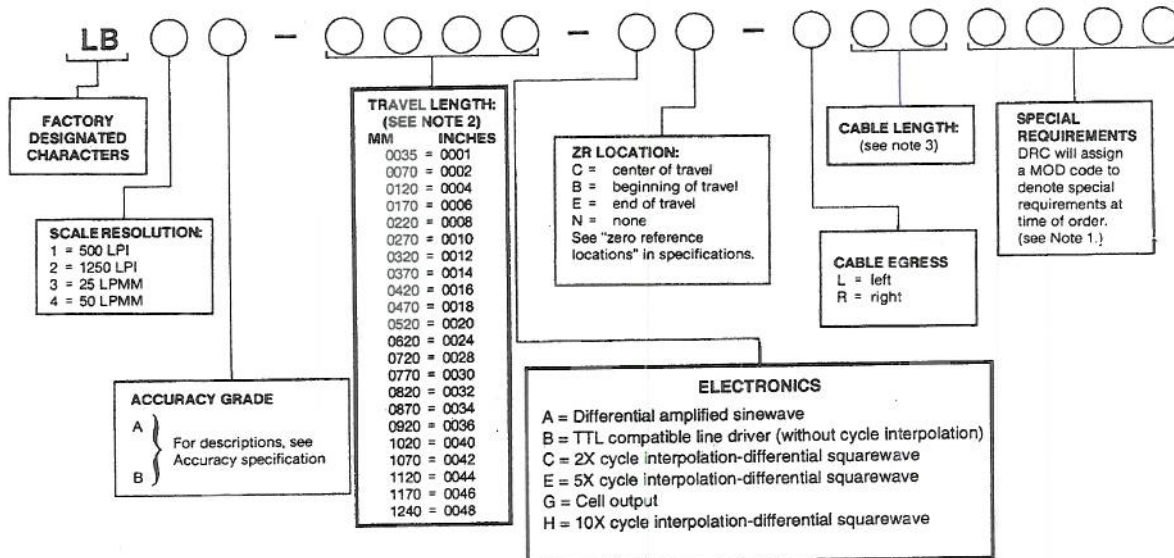 LB - - -
FACTORY
DESIGNATED
CHARACTERS
SCALE RESOLUTION:
1 = 500 LPI
2 = 1250 LPI
3 = 25 LPMM
4 = 50 LPMM
ACCURACY GRADE
A
B
For descriptions, see
Accuracy specification
TRAVEL LENGTH:
(SEE NOTE 2)
MM INCHES
0035 = 0001
0070 = 0002
0120 = 0004
0170 = 0006
0220 = 0008
0270 = 0010
0320 = 0012
0370 = 0014
0420 = 0016
0470 = 0018
0520 = 0020
0620 = 0024
0720 = 0028
0770 = 0030
0820 = 0032
0870 = 0034
0920 = 0036
1020 = 0040
1070 = 0042
1120 = 0044
1170 = 0046
1240 = 0048
ZR LOCATION:
C = center of travel
B = beginning of travel
E = end of travel
N = none
See "zero reference
locations" in specifications.
ELECTRONICS
A = Differential amplified sinewave
B = TTL compatible line driver (without cycle interpolation)
C = 2X cycle interpolation-differential squarewave
E = 5X cycle interpolation-differential squarewave
G = Cell output
H = 10X cycle interpolation-differential squarewave
CABLE LENGTH:
(see note 3)
CABLE EGRESS
L = left
R = right
SPECIAL
REQUIREMENTS
DRC will assign
a MOD code to
denote special
requirements at
time of order.
(see Note 1.)